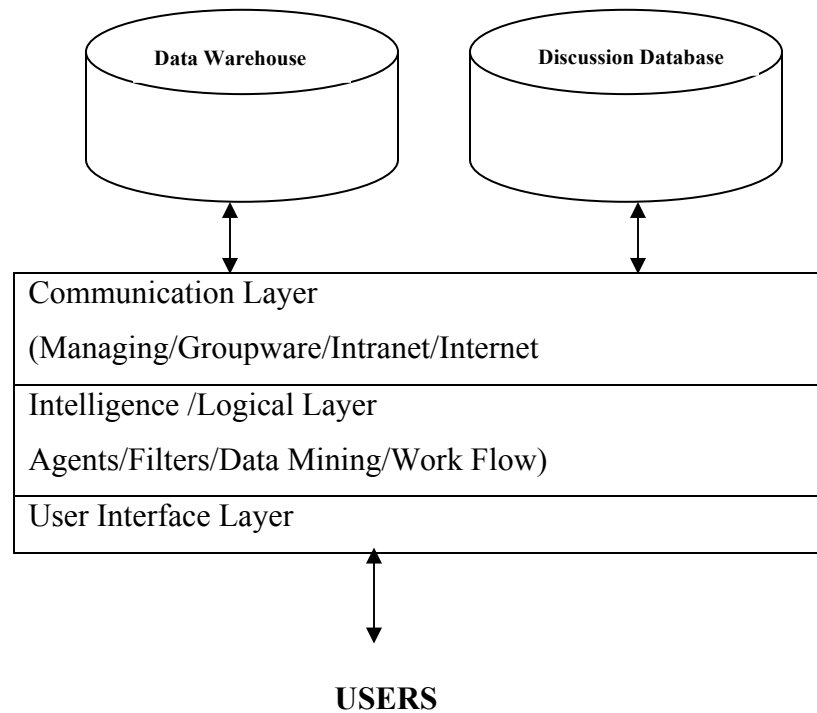 Data Warehouse
Discussion Database
Communication Layer
(Managing/Groupware/Intranet/Internet
Intelligence /Logical Layer
Agents/Filters/Data Mining/Work Flow)
User Interface Layer
USERS